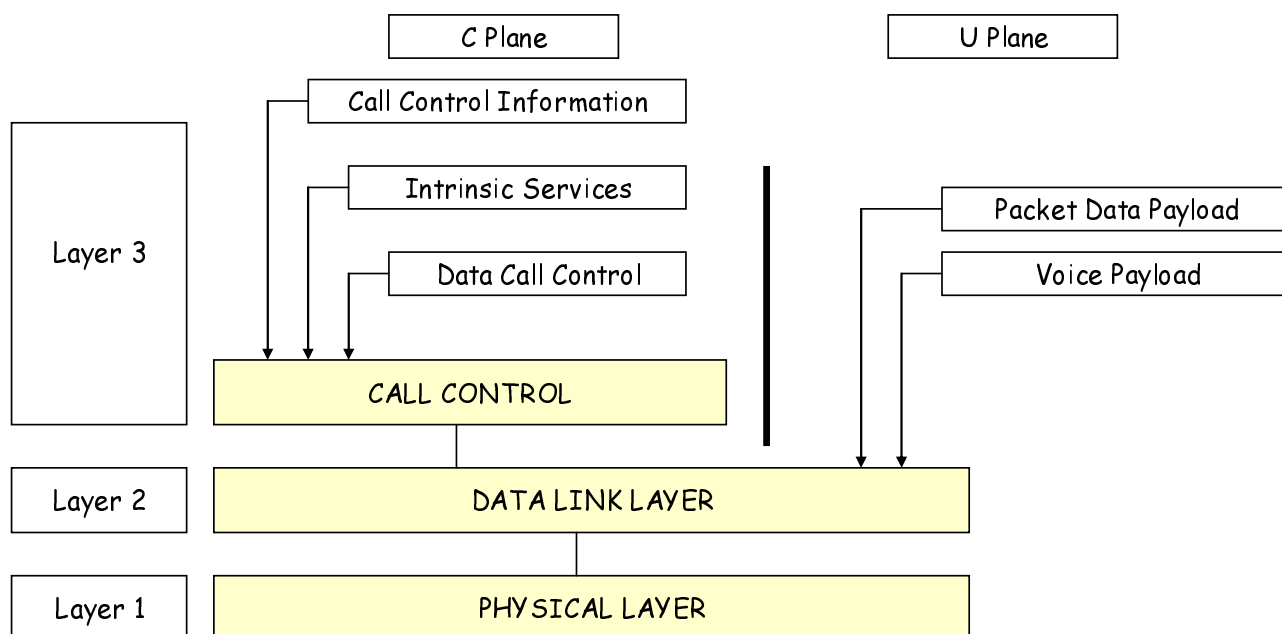 C Plane
U Plane
Call Control Information
Intrinsic Services
Packet Data Payload
Layer 3
Data Call Control
Voice Payload
CALL CONTROL
Layer 2
DATA LINK LAYER
Layer 1
PHYSICAL LAYER